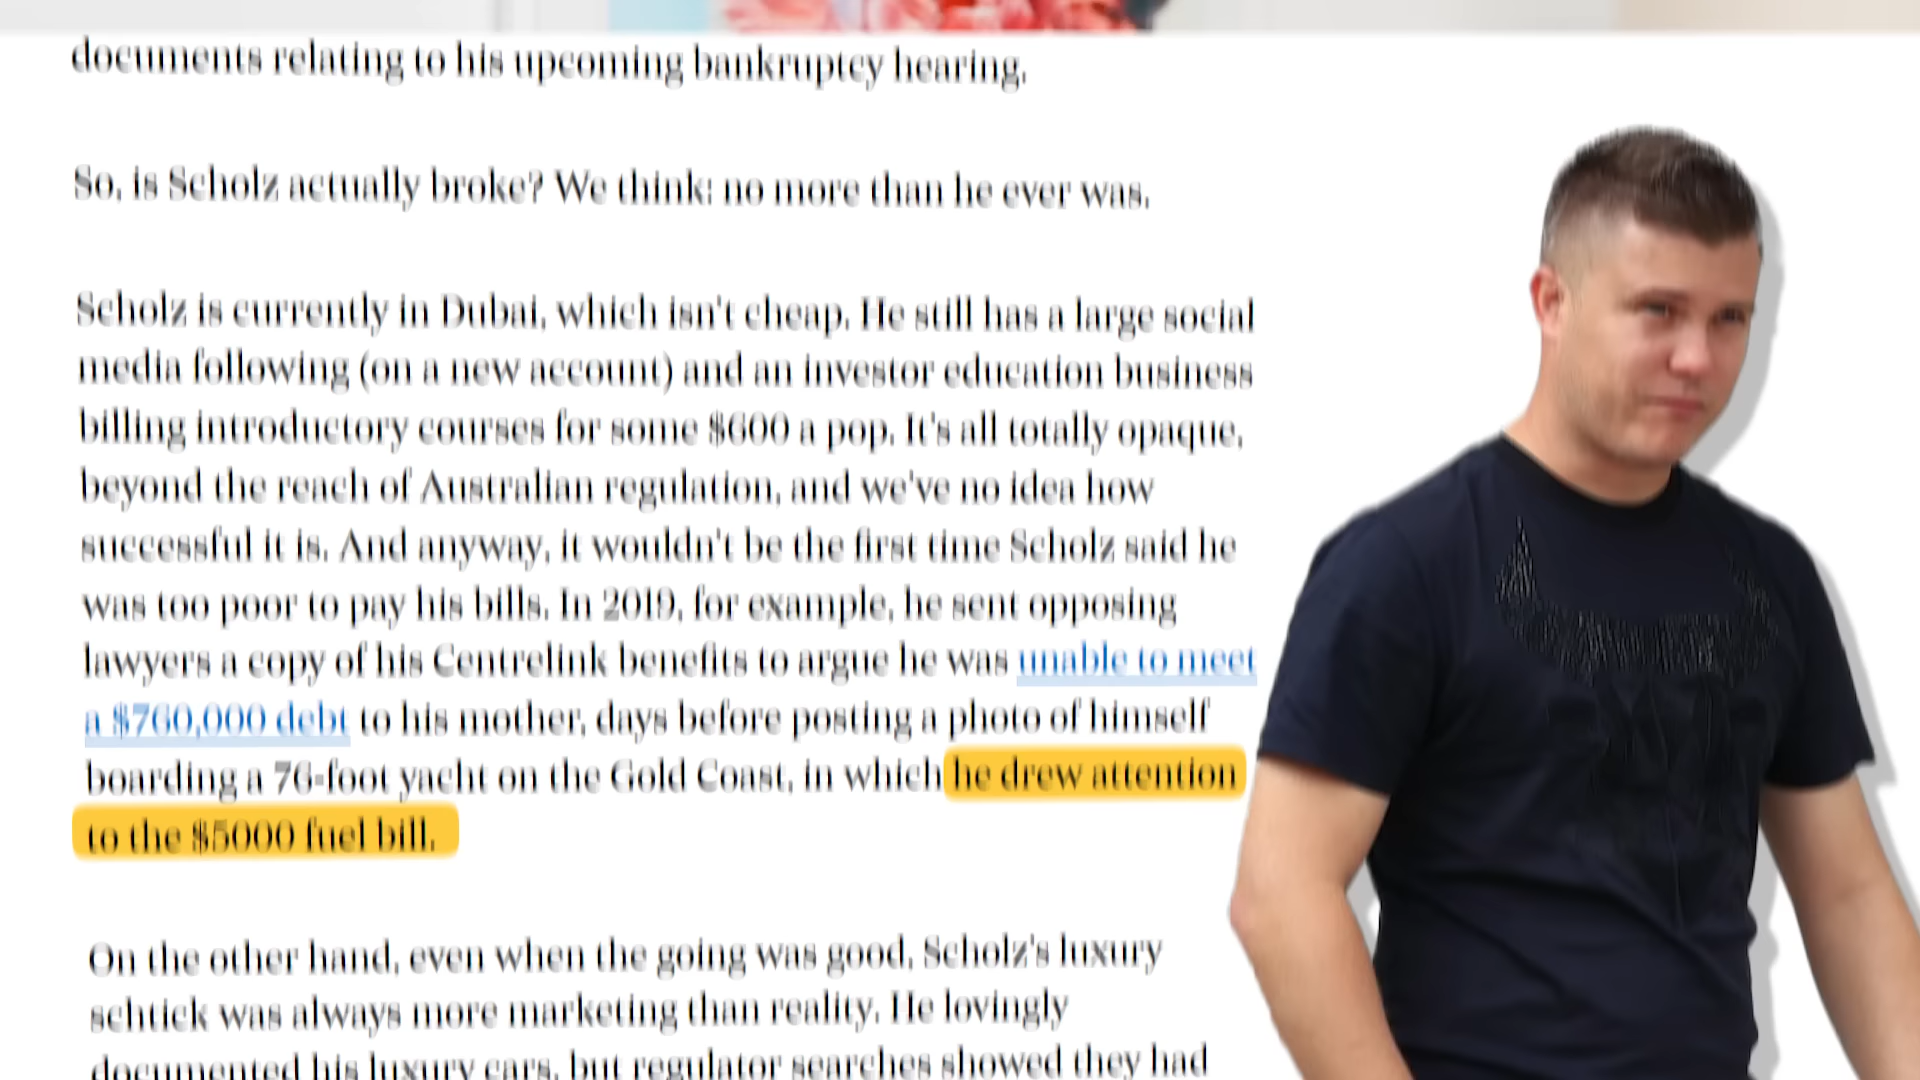 documents relating to his upcoming bankruptcy hearing.
So, is Scholz actually broke? We think: no more than he ever was.
Scholz is currently in Dubai, which isn't cheap. He still has a large social
media following (on a new account) and an investor education business
billing introductory courses for some $600 a pop. It's all totally opaque,
beyond the reach of Australian regulation, and we've no idea how
successful it is. And anyway, it wouldn't be the first time Scholz said he
was too poor to pay his bills. In 2019, for example, he sent opposing
lawyers a copy of his Centrelink benefits to argue he was unable to meet
a $760,000 debt to his mother, days before posting a photo of himself
boarding a 76-foot yacht on the Gold Coast, in which he drew attention
to the $5000 fuel bill.
On the other hand, even when the going was good, Scholz's luxury
schtick was always more marketing than reality. He lovingly
documented his luxury cars, but regulator searches showed they had